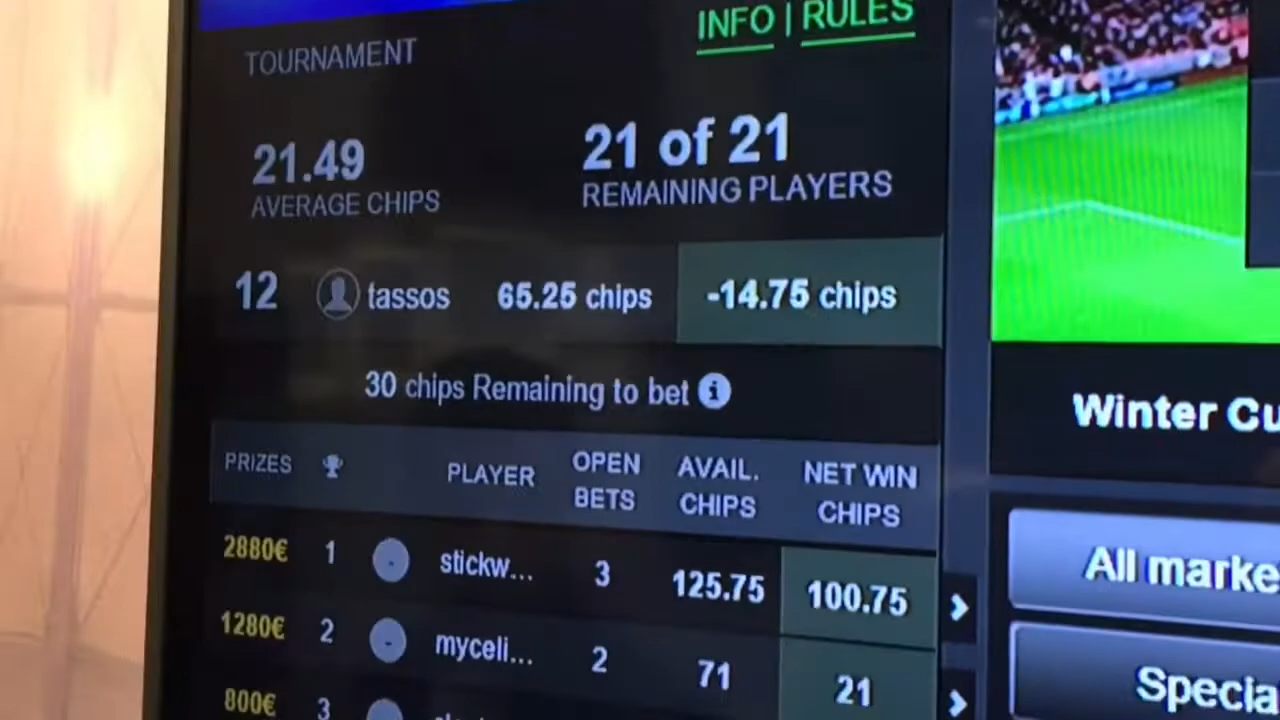 INFO | RULES
TOURNAMENT
21.49
AVERAGE CHIPS
21 of 21
REMAINING PLAYERS
12 tassos 65.25 chips -14.75 chips
30 chips Remaining to bet
PRIZES PLAYER OPEN BETS AVAIL. CHIPS NET WIN CHIPS
2880€ 1 stickw... 3 125.75 100.75
1280€ 2 myceli... 2 71 21
800€ 3
Winter Cu
All marke
Specia